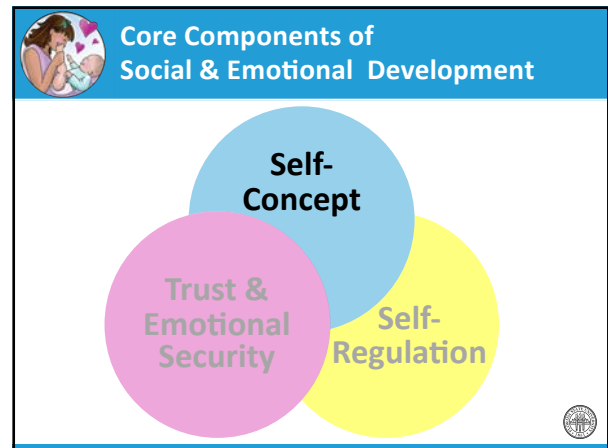 Core Components of
Social & Emotional Development
Self-
Concept
Trust &
Emotional
Security
Self-
Regulation